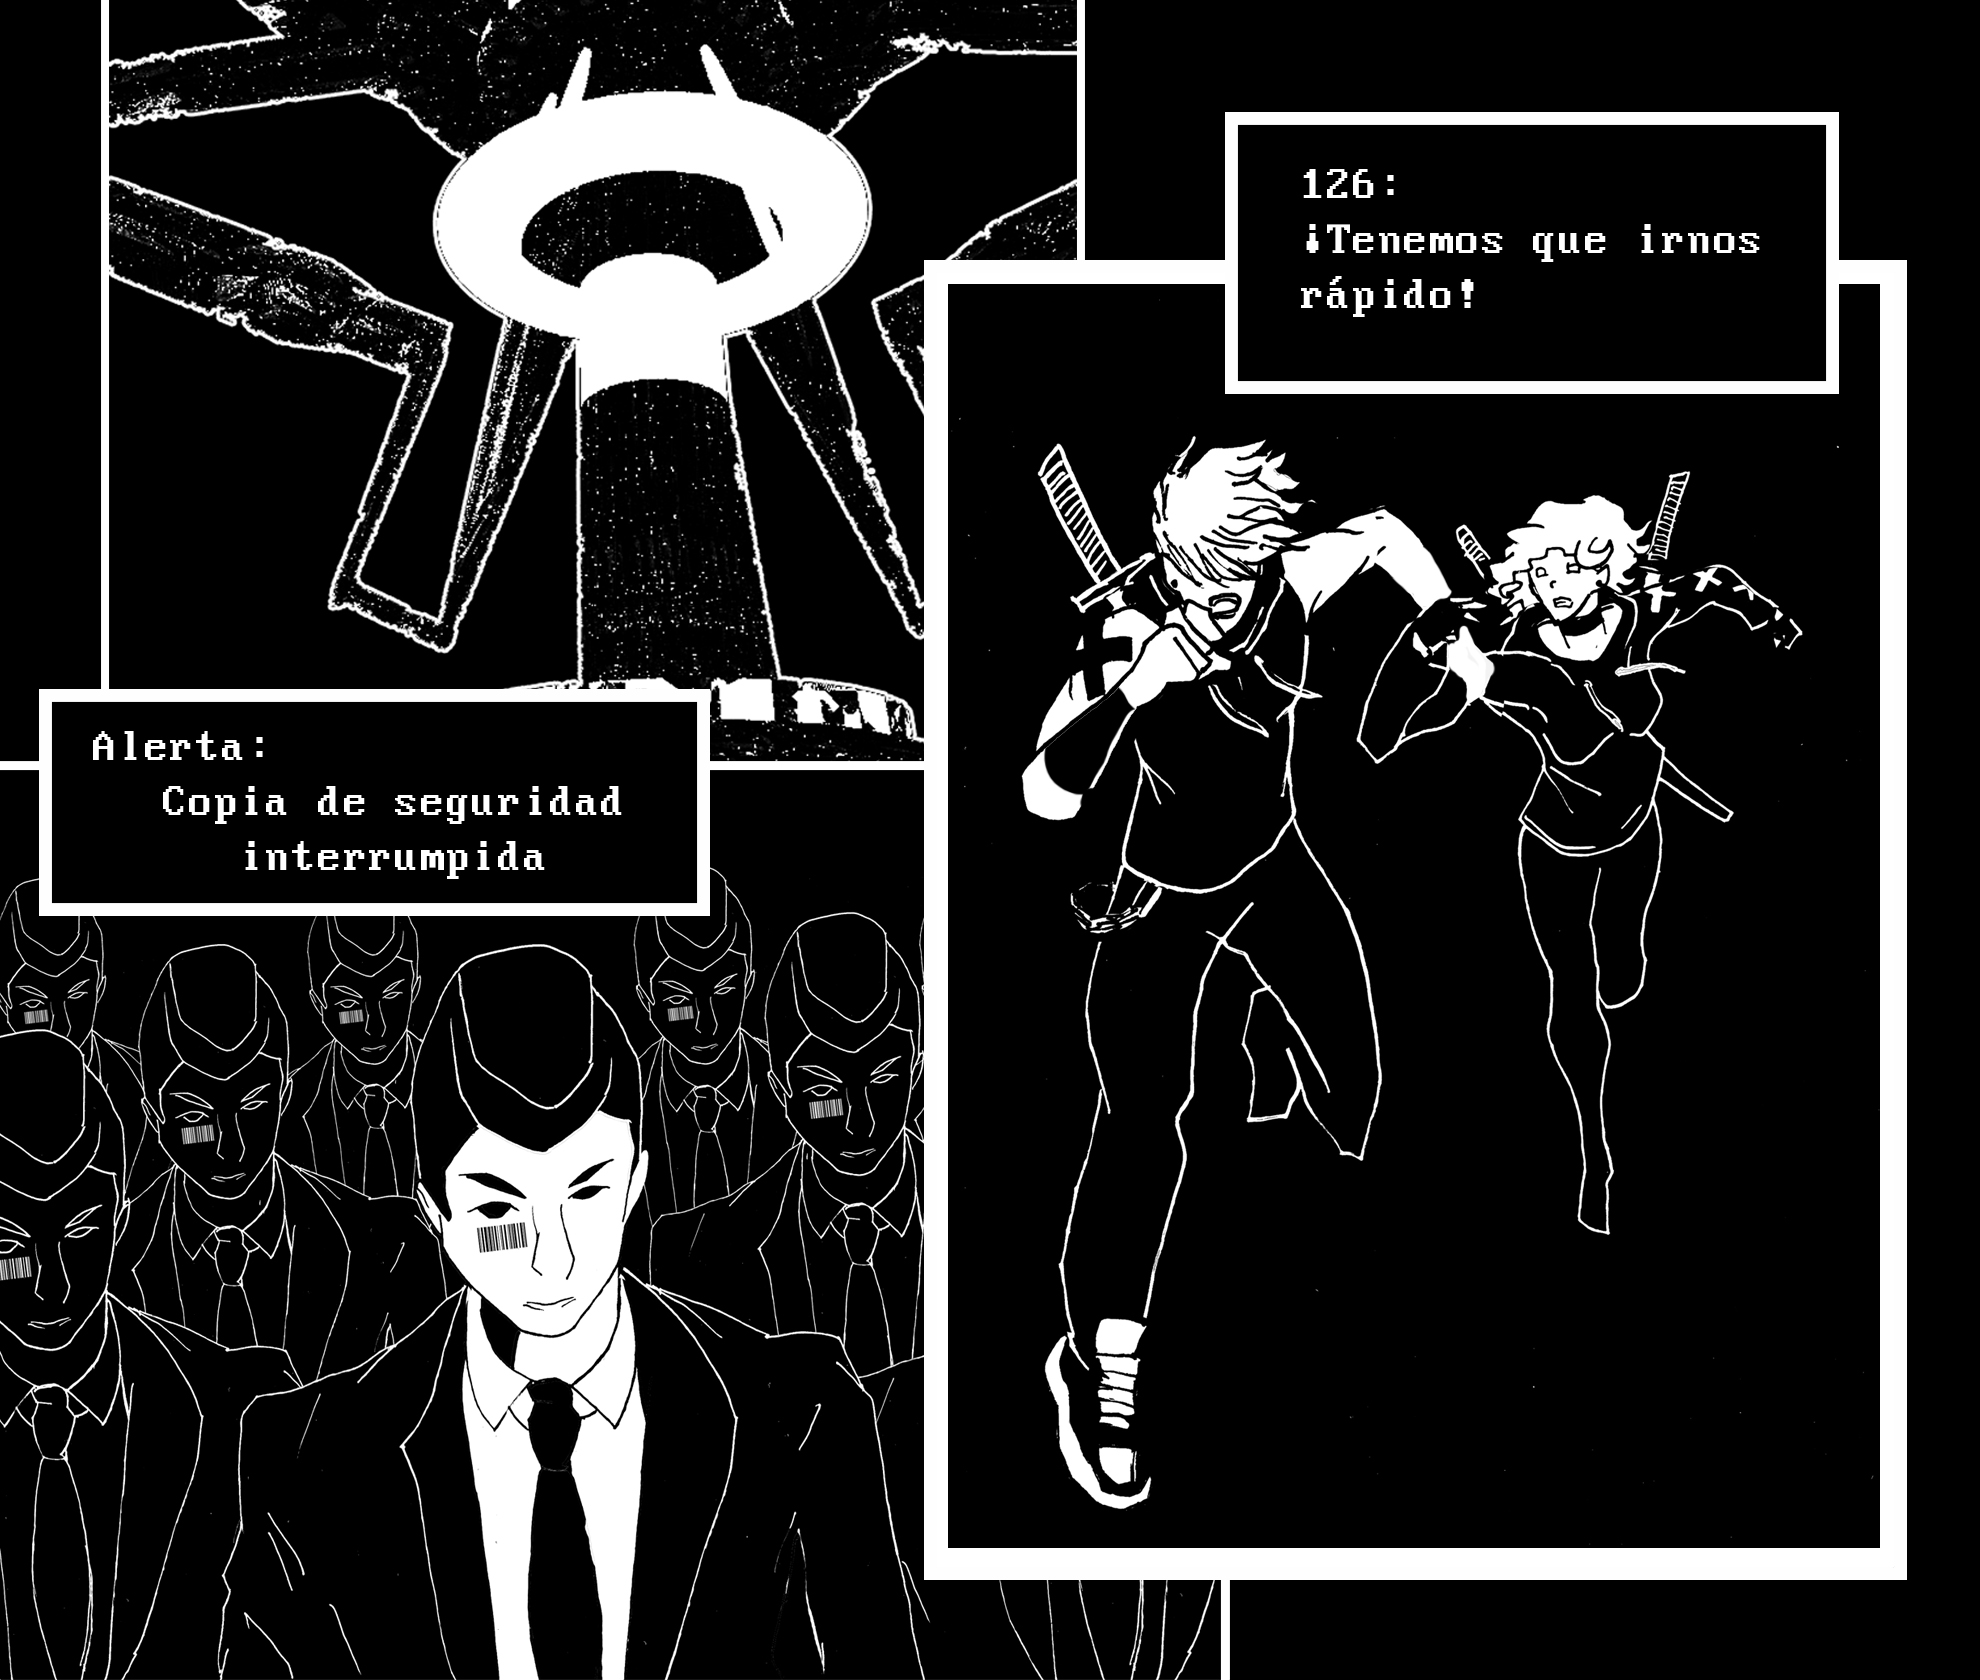 126:
¡Tenemos que irnos
rápido!
Alerta:
Copia de seguridad
interrumpida